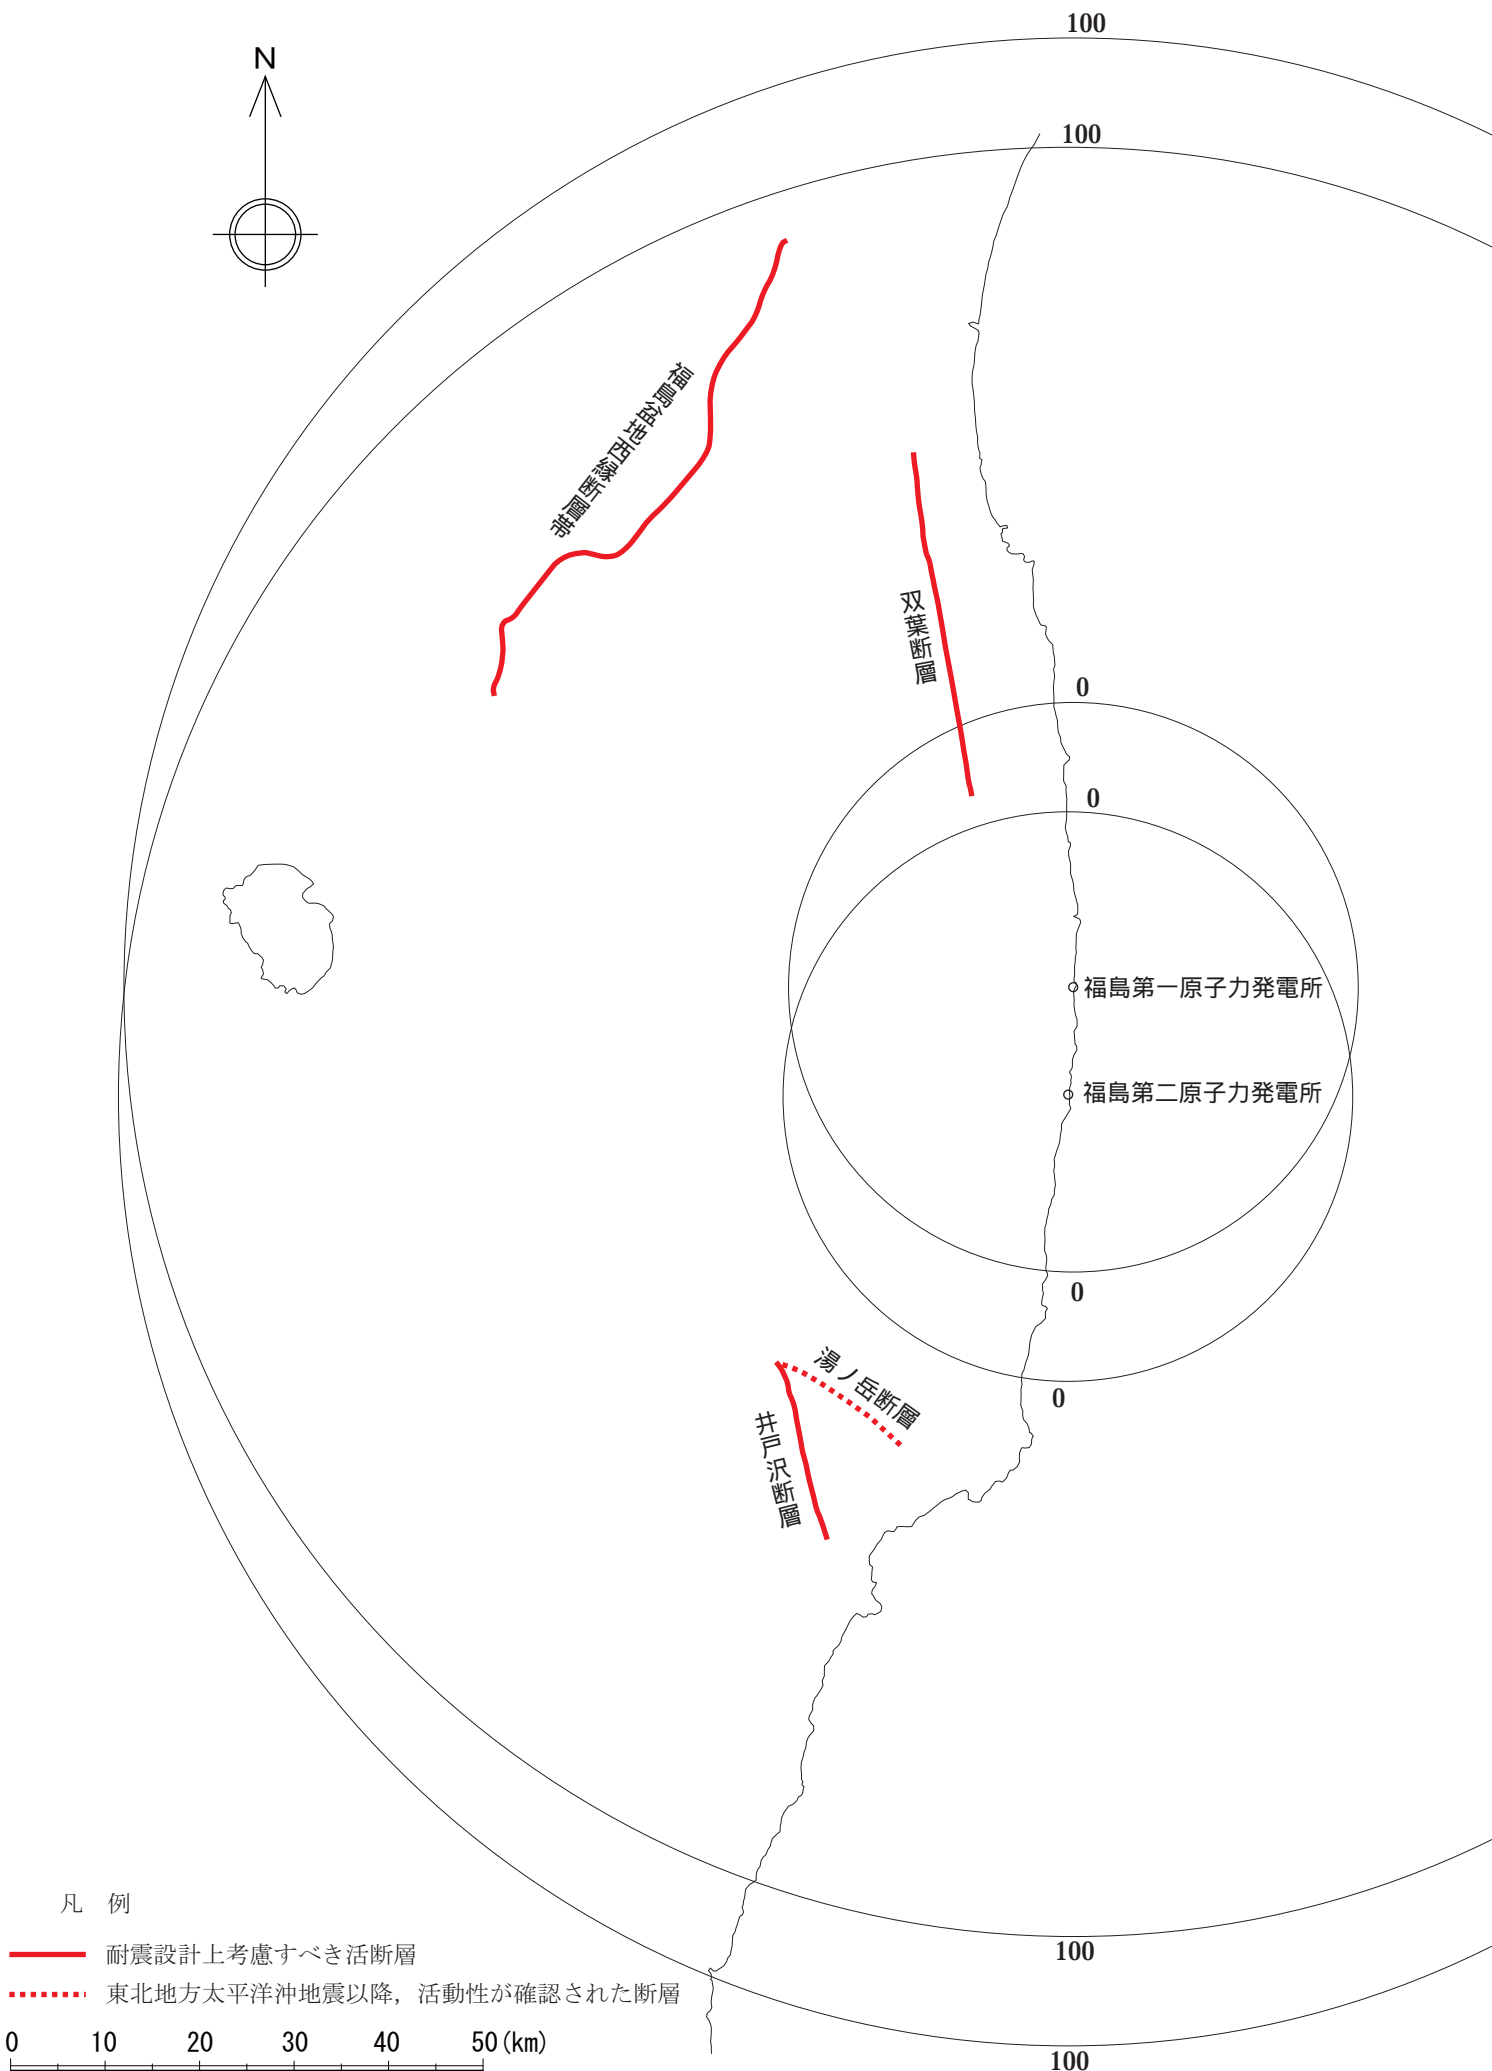 100
N
100
福島盆地西縁断層帯
双葉断層
0
0
福島第一原子力発電所
福島第二原子力発電所
0
湯ノ岳断層
0
井戸沢断層
凡 例
耐震設計上考慮すべき活断層
100
東北地方太平洋沖地震以降，活動性が確認された断層
0 10 20 30 40 50(km)
100